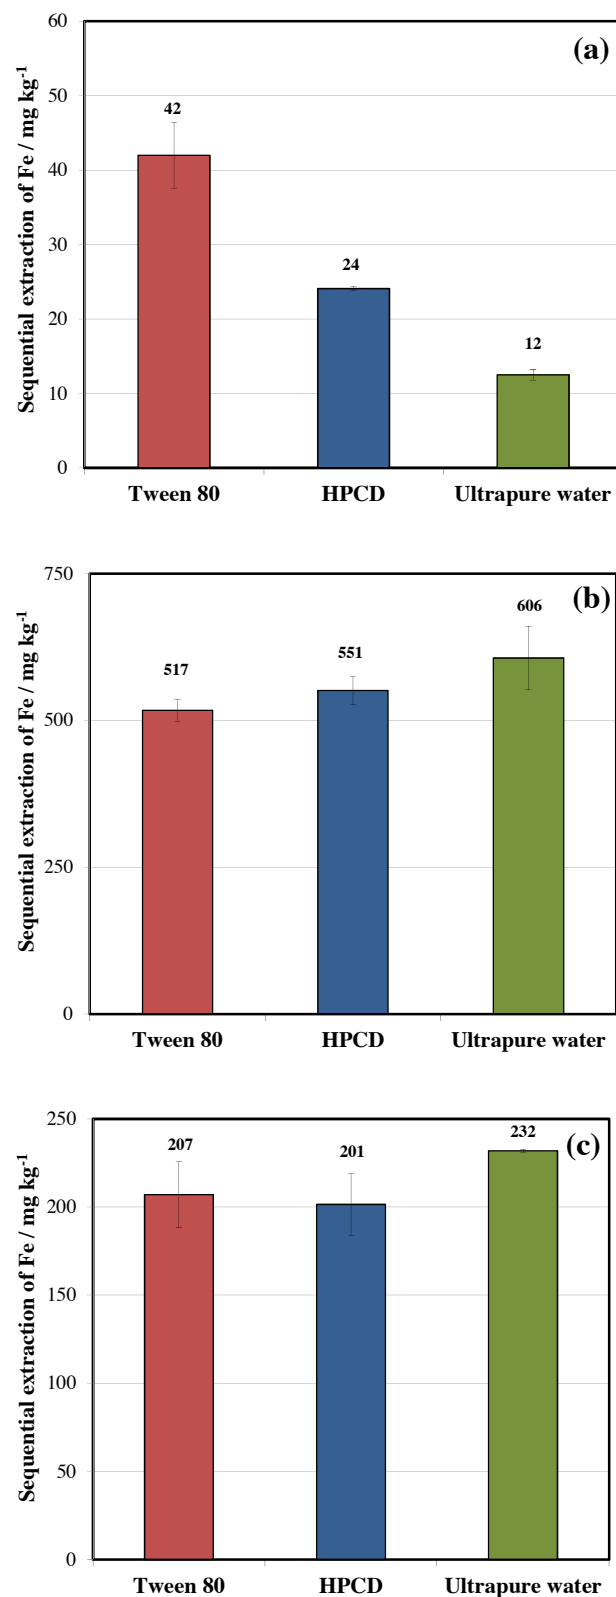 (a)
Sequential extraction of Fe / mg kg-1
60
50
40
30
20
10
0
42
24
12
Tween 80 HPCD Ultrapure water
(b)
Sequential extraction of Fe / mg kg-1
750
500
250
0
517
551
606
Tween 80 HPCD Ultrapure water
(c)
Sequential extraction of Fe / mg kg-1
250
200
150
100
50
0
207
201
232
Tween 80 HPCD Ultrapure water